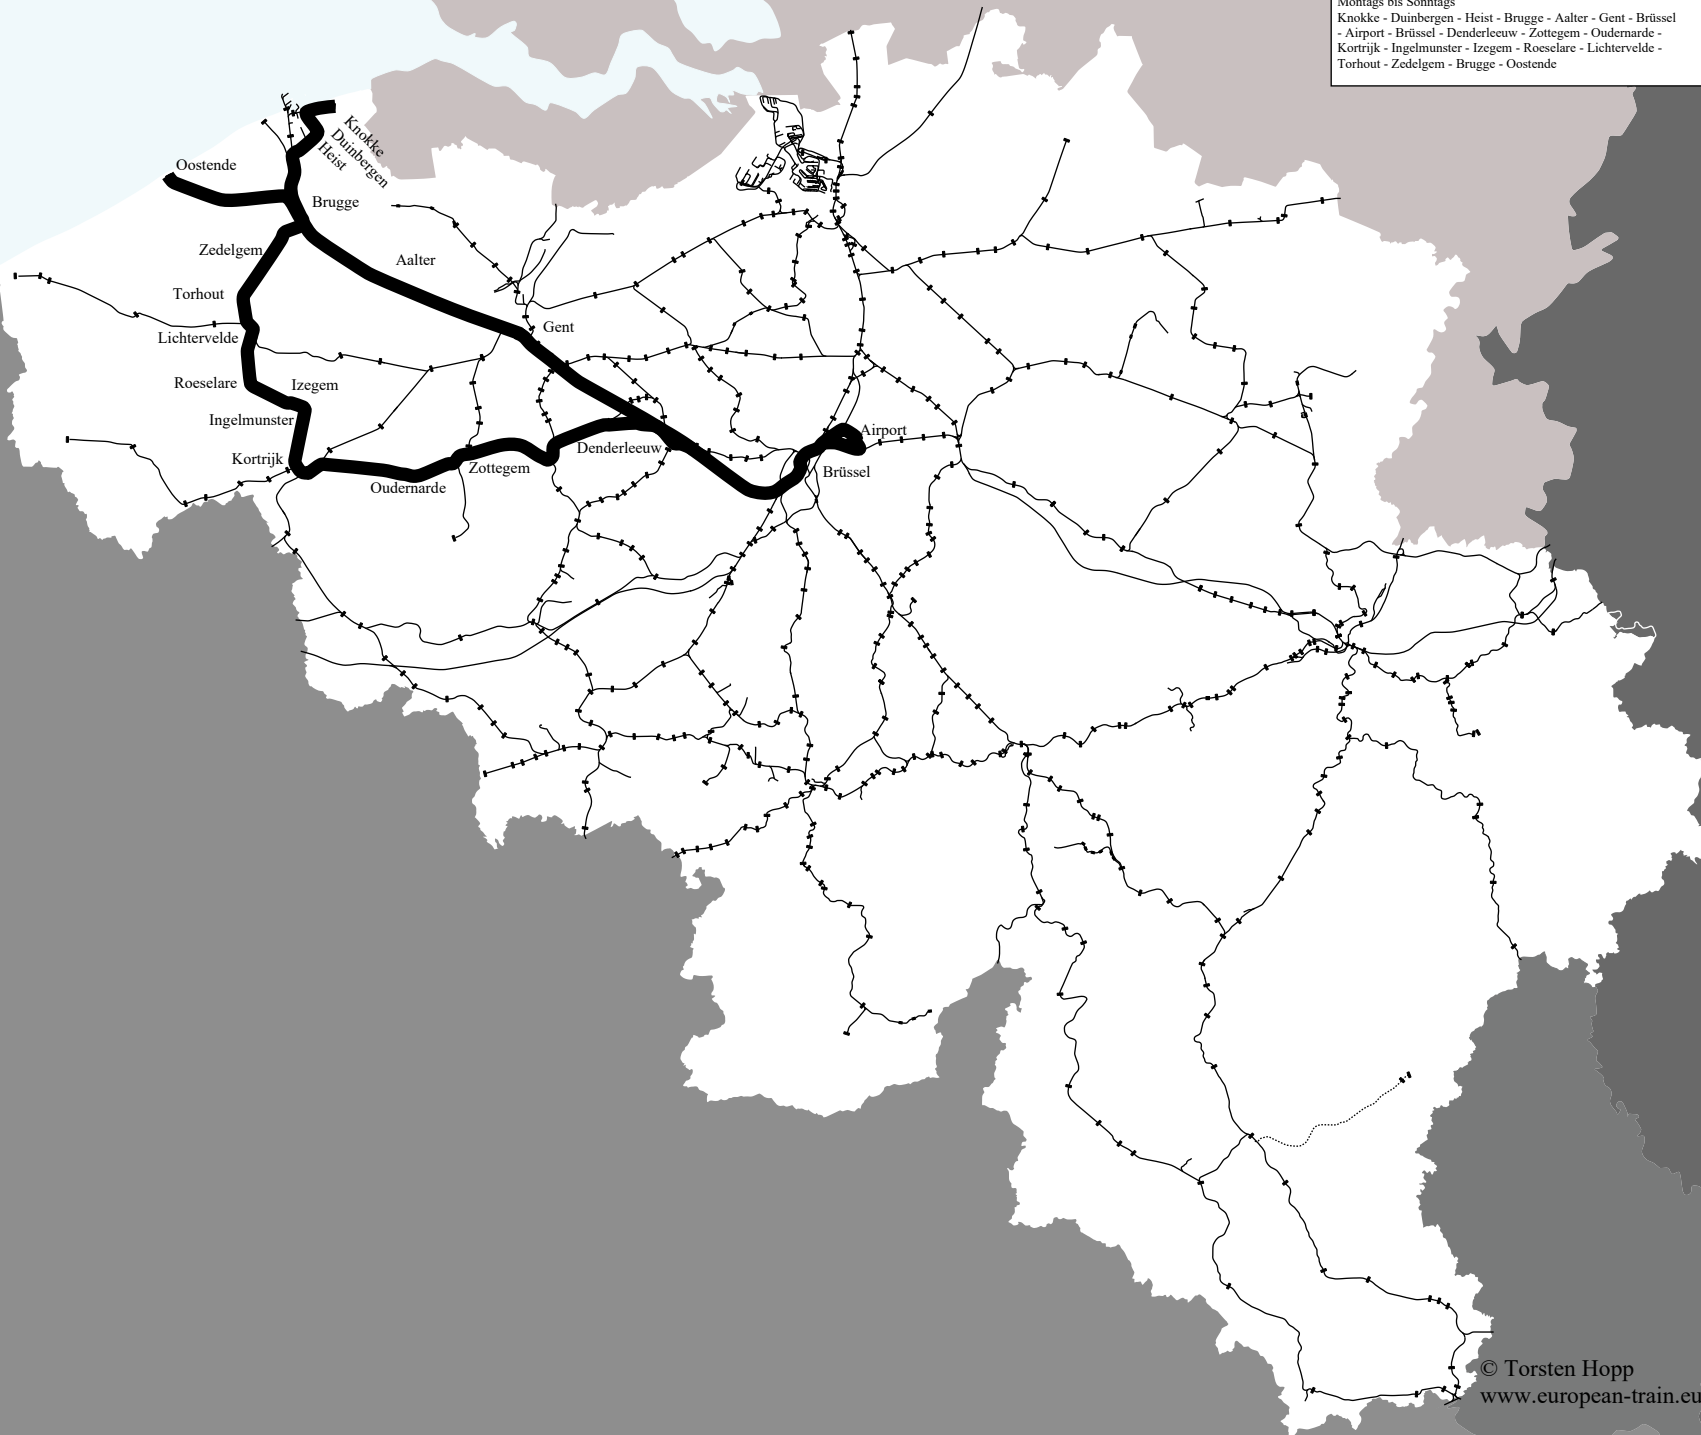 Montags bis Sonntags
Knokke - Duinbergen - Heist - Brugge - Aalter - Gent - Brüssel
- Airport - Brüssel - Denderleeuw - Zottegem - Oudernarde -
Kortrijk - Ingelmunster - Izegem - Roeselare - Lichtervelde -
Torhout - Zedelgem - Brugge - Oostende
Knokke
Duinbergen
Heist
Oostende
Brugge
Zedelgem
Aalter
Torhout
Gent
Lichtervelde
Roeselare
Izegem
Ingelmunster
Airport
Denderleeuw
Kortrijk
Zottegem
Brüssel
Oudernarde
© Torsten Hopp
www.european-train.eu